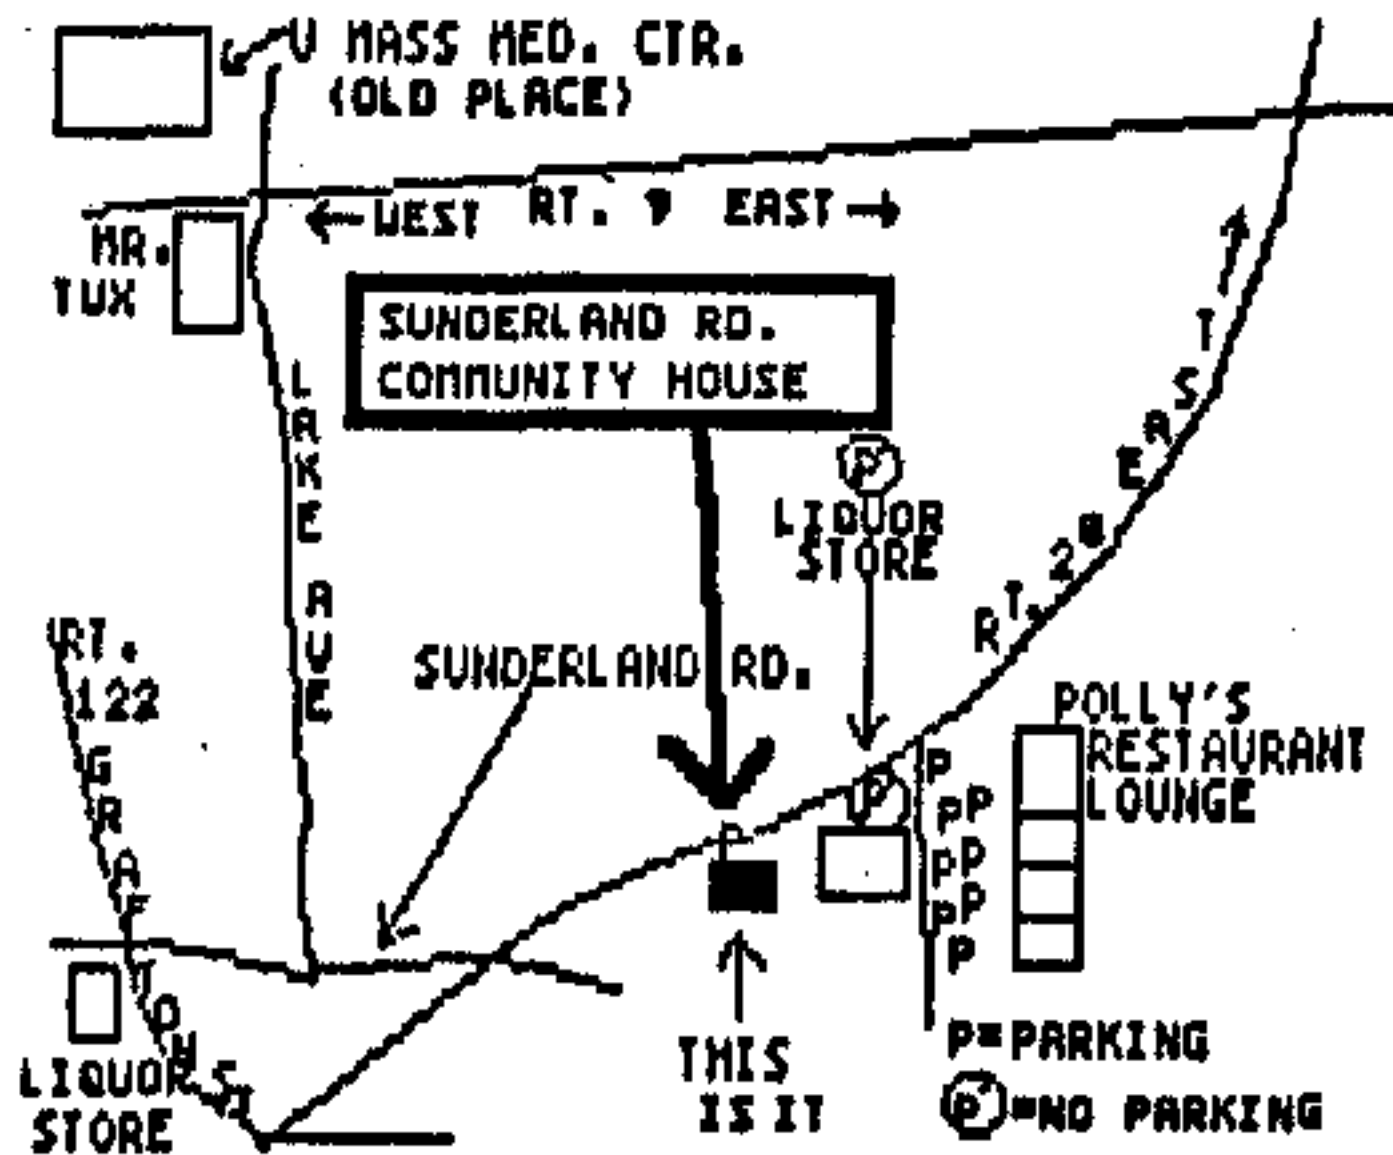 U MASS MED. CTR.
(OLD PLACE)
←WEST RT. 9 EAST→
MR.
TUX
SUNDERLAND RD.
COMMUNITY HOUSE
LAKE AVE
P
LIQUOR
STORE
RT. 20 EAST
RT.
122
GRAFTON ST
SUNDERLAND RD.
POLLY'S
RESTAURANT
LOUNGE
P
P
P
P P
P P
P P
P
THIS
IS IT
LIQUOR
STORE
P=PARKING
P=NO PARKING